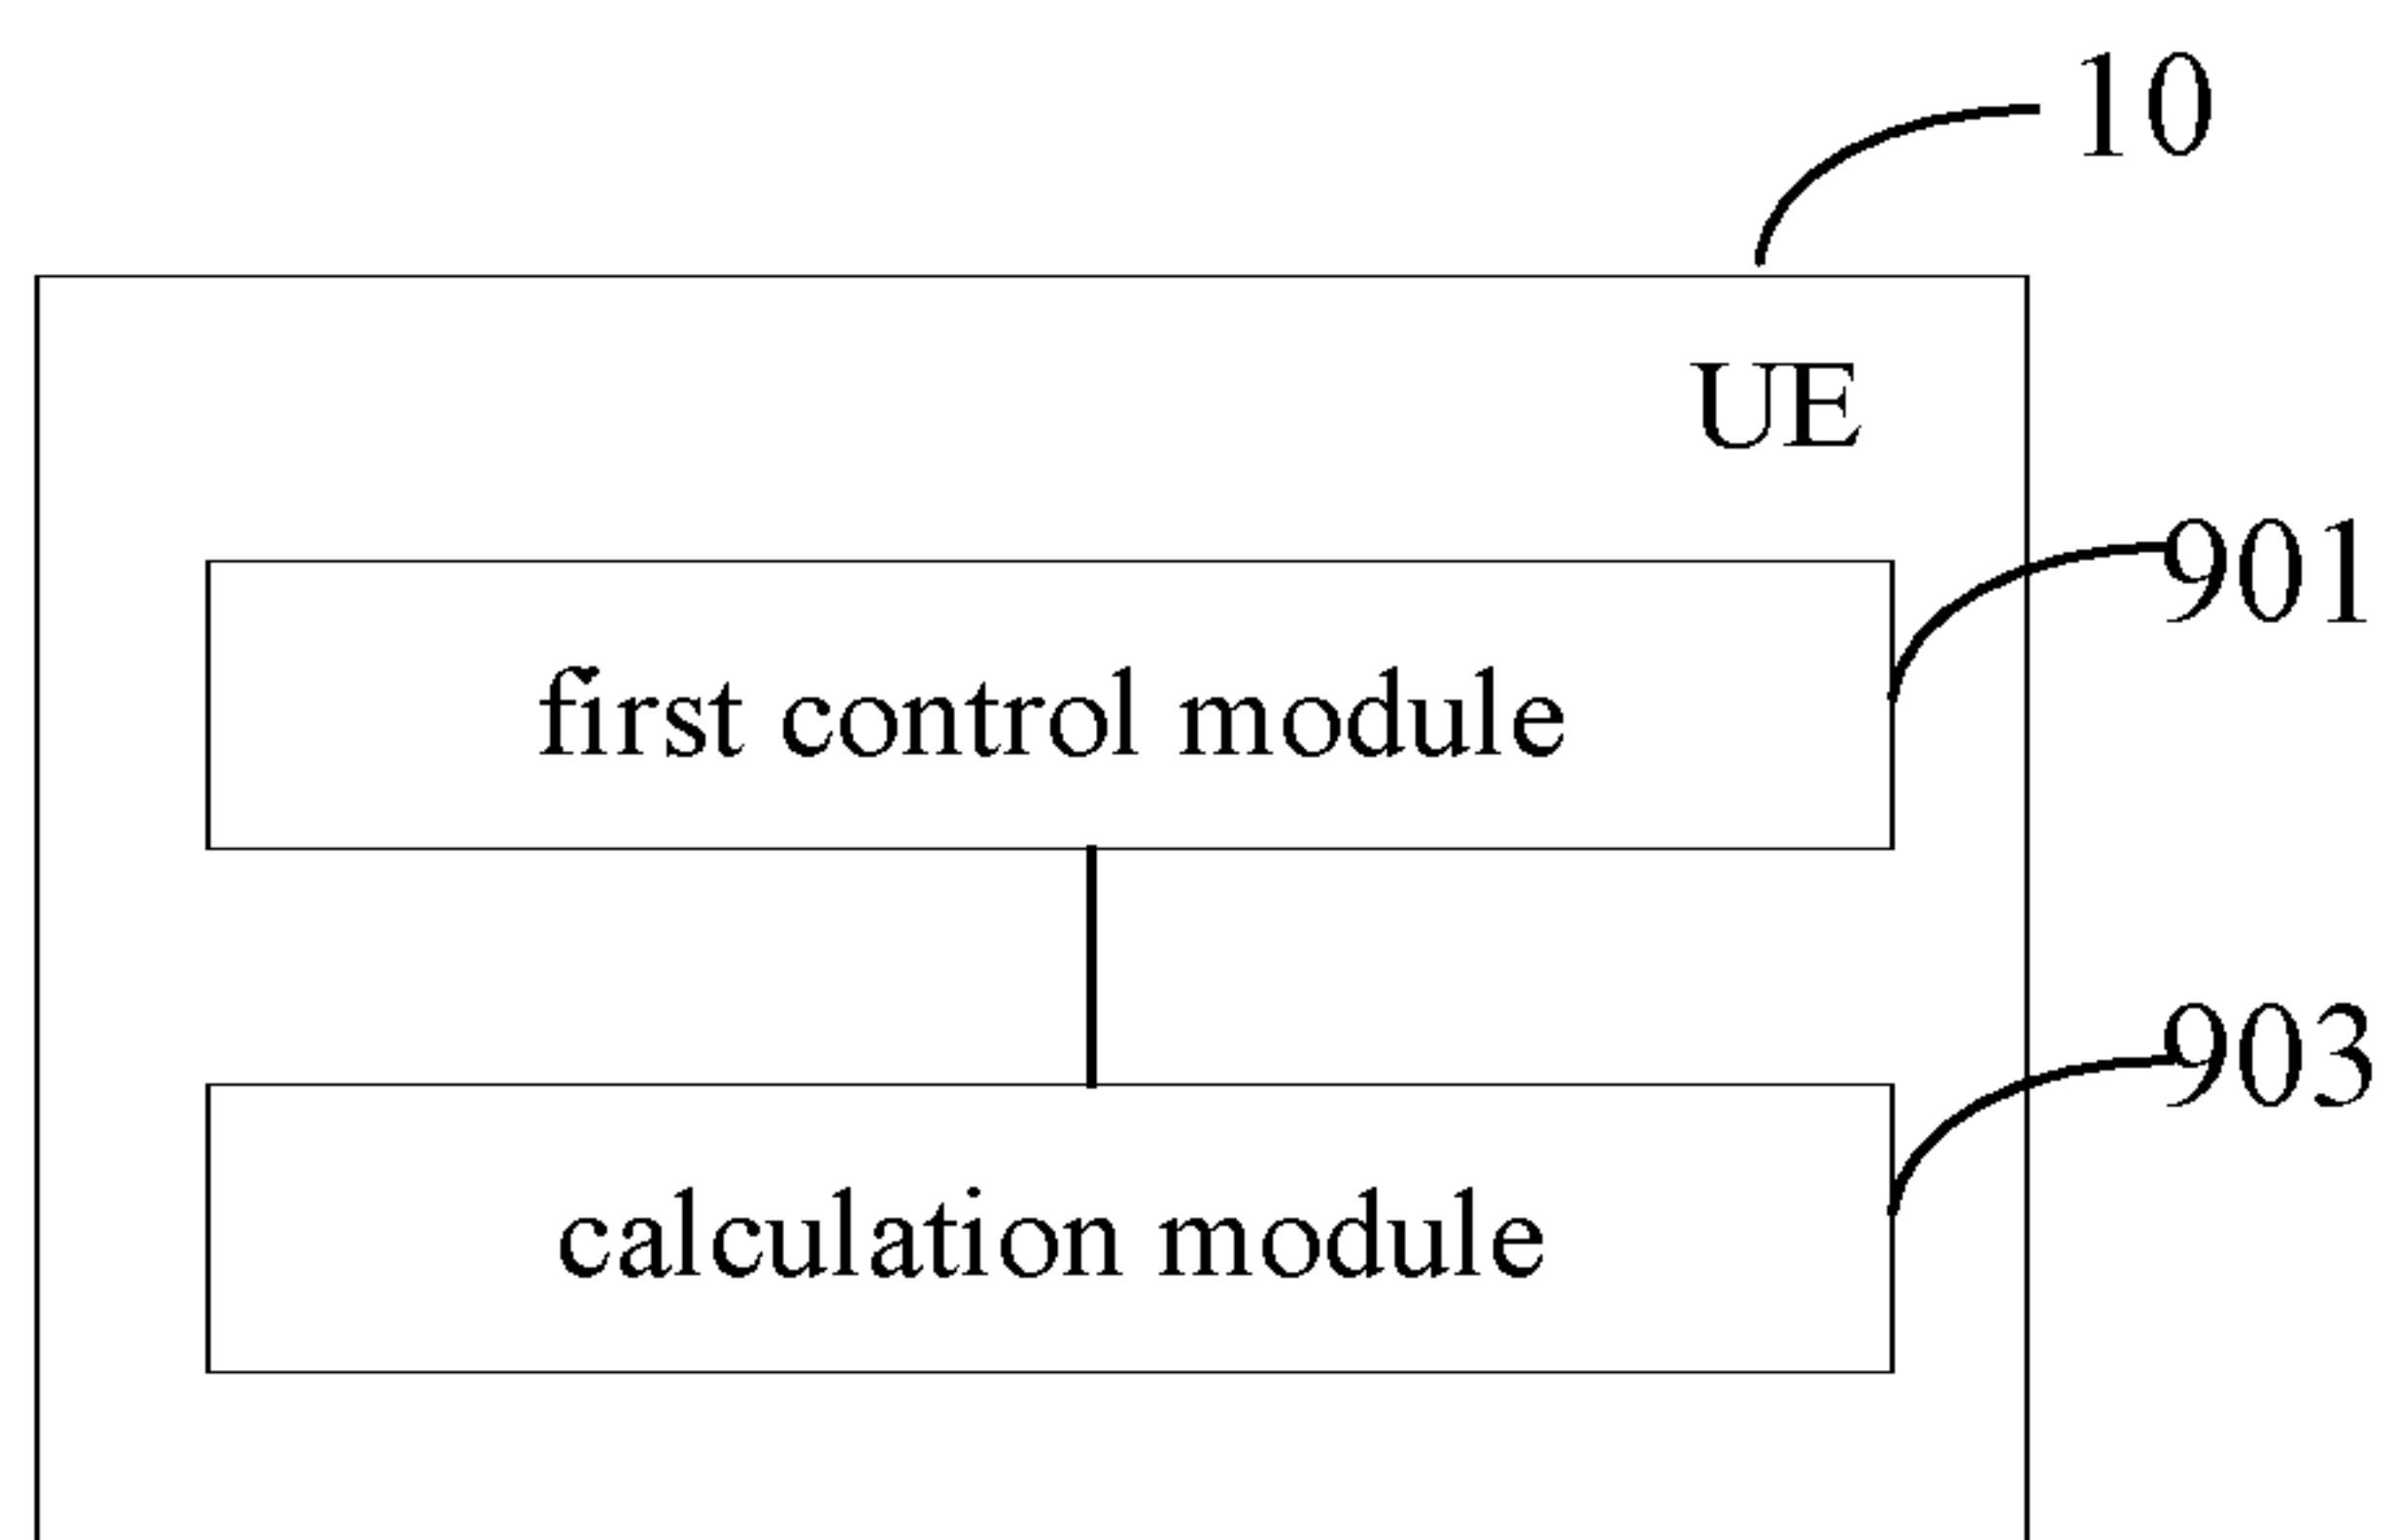 10
UE
901
first control module
903
calculation module